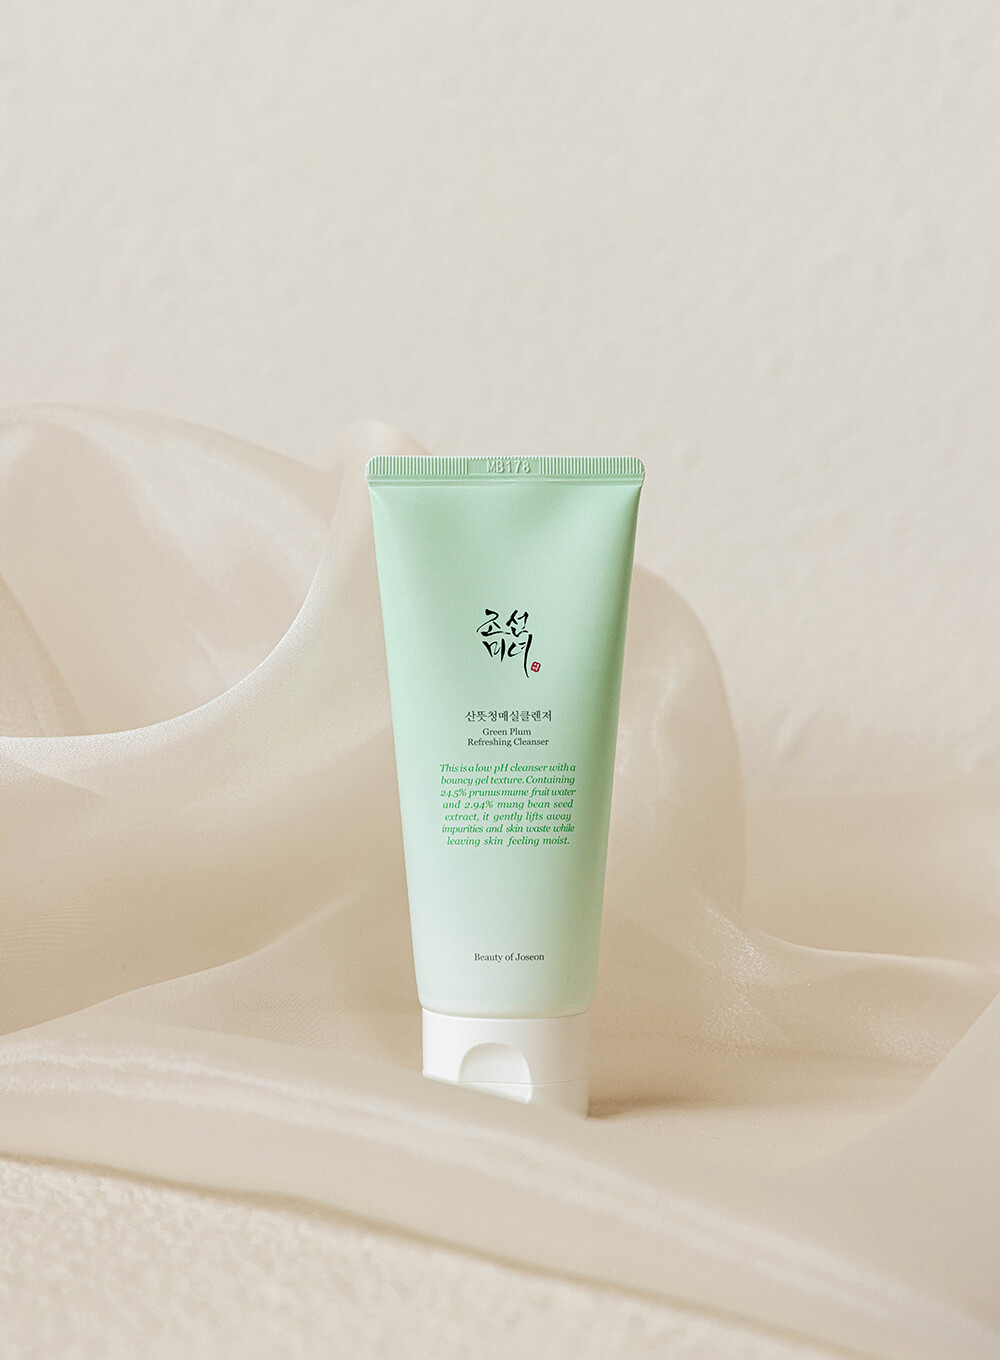 MB178
조선
미녀
산뜻청매실클렌저
Green Plum
Refreshing Cleanser
This is a low pH cleanser with a
bouncy gel texture. Containing
24.5% prunus mume fruit water
and 2.94% mung bean seed
extract, it gently lifts away
impurities and skin waste while
leaving skin feeling moist.
Beauty of Joseon